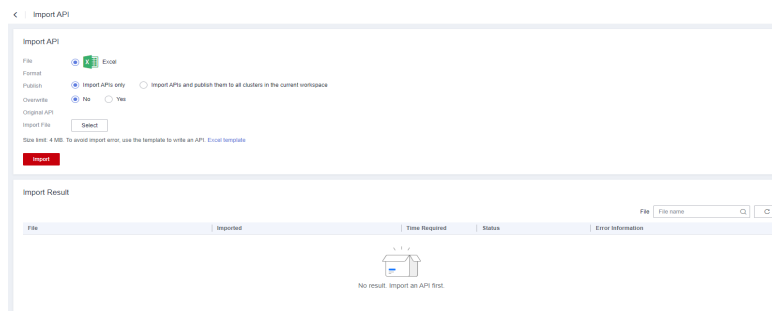 Import API
Import API
File Format
Excel
Publish
Import APIs only
Import APIs and publish them to all clusters in the current workspace
Overwrite Original API
No
Yes
Import File
Select
Size limit: 4 MB. To avoid import error, use the template to write an API. Excel template
Import
Import Result
File
File name
File
Imported
Time Required
Status
Error Information
No result. Import an API first.